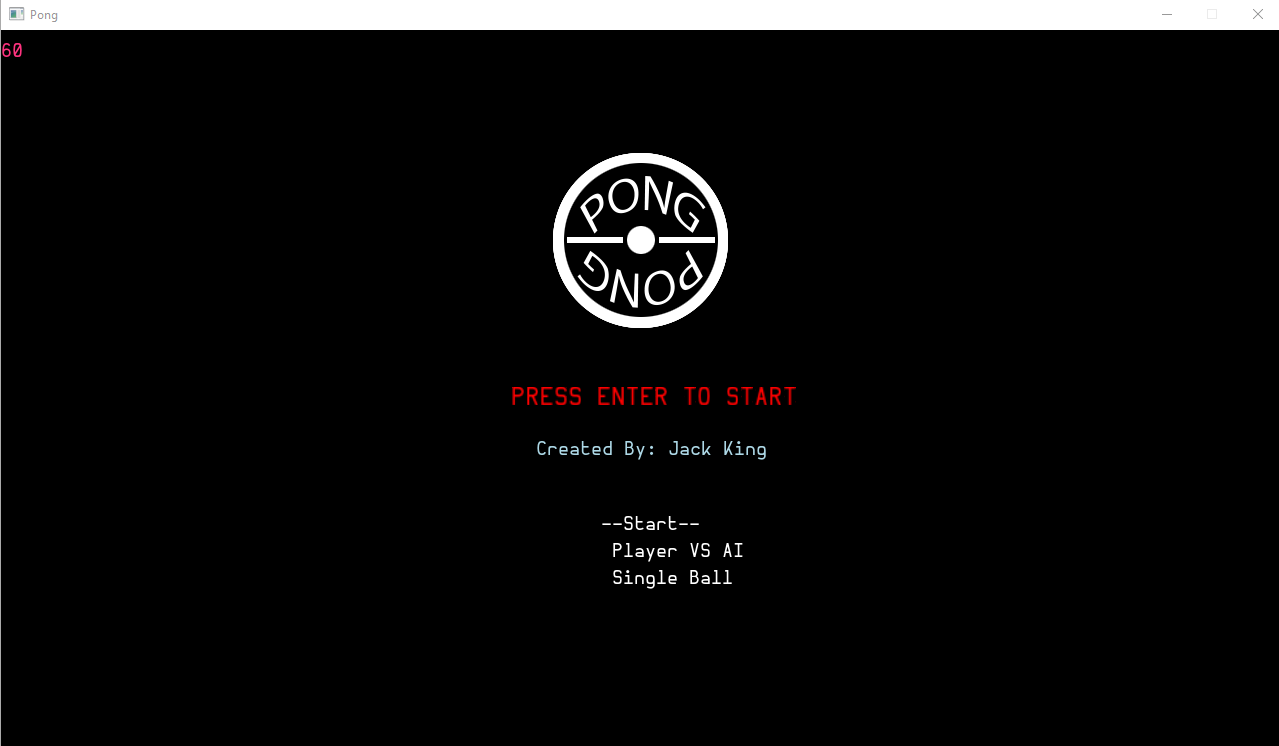 Pong
60
PONG
PONG
PRESS ENTER TO START
Created By: Jack King
--Start--
Player VS AI
Single Ball